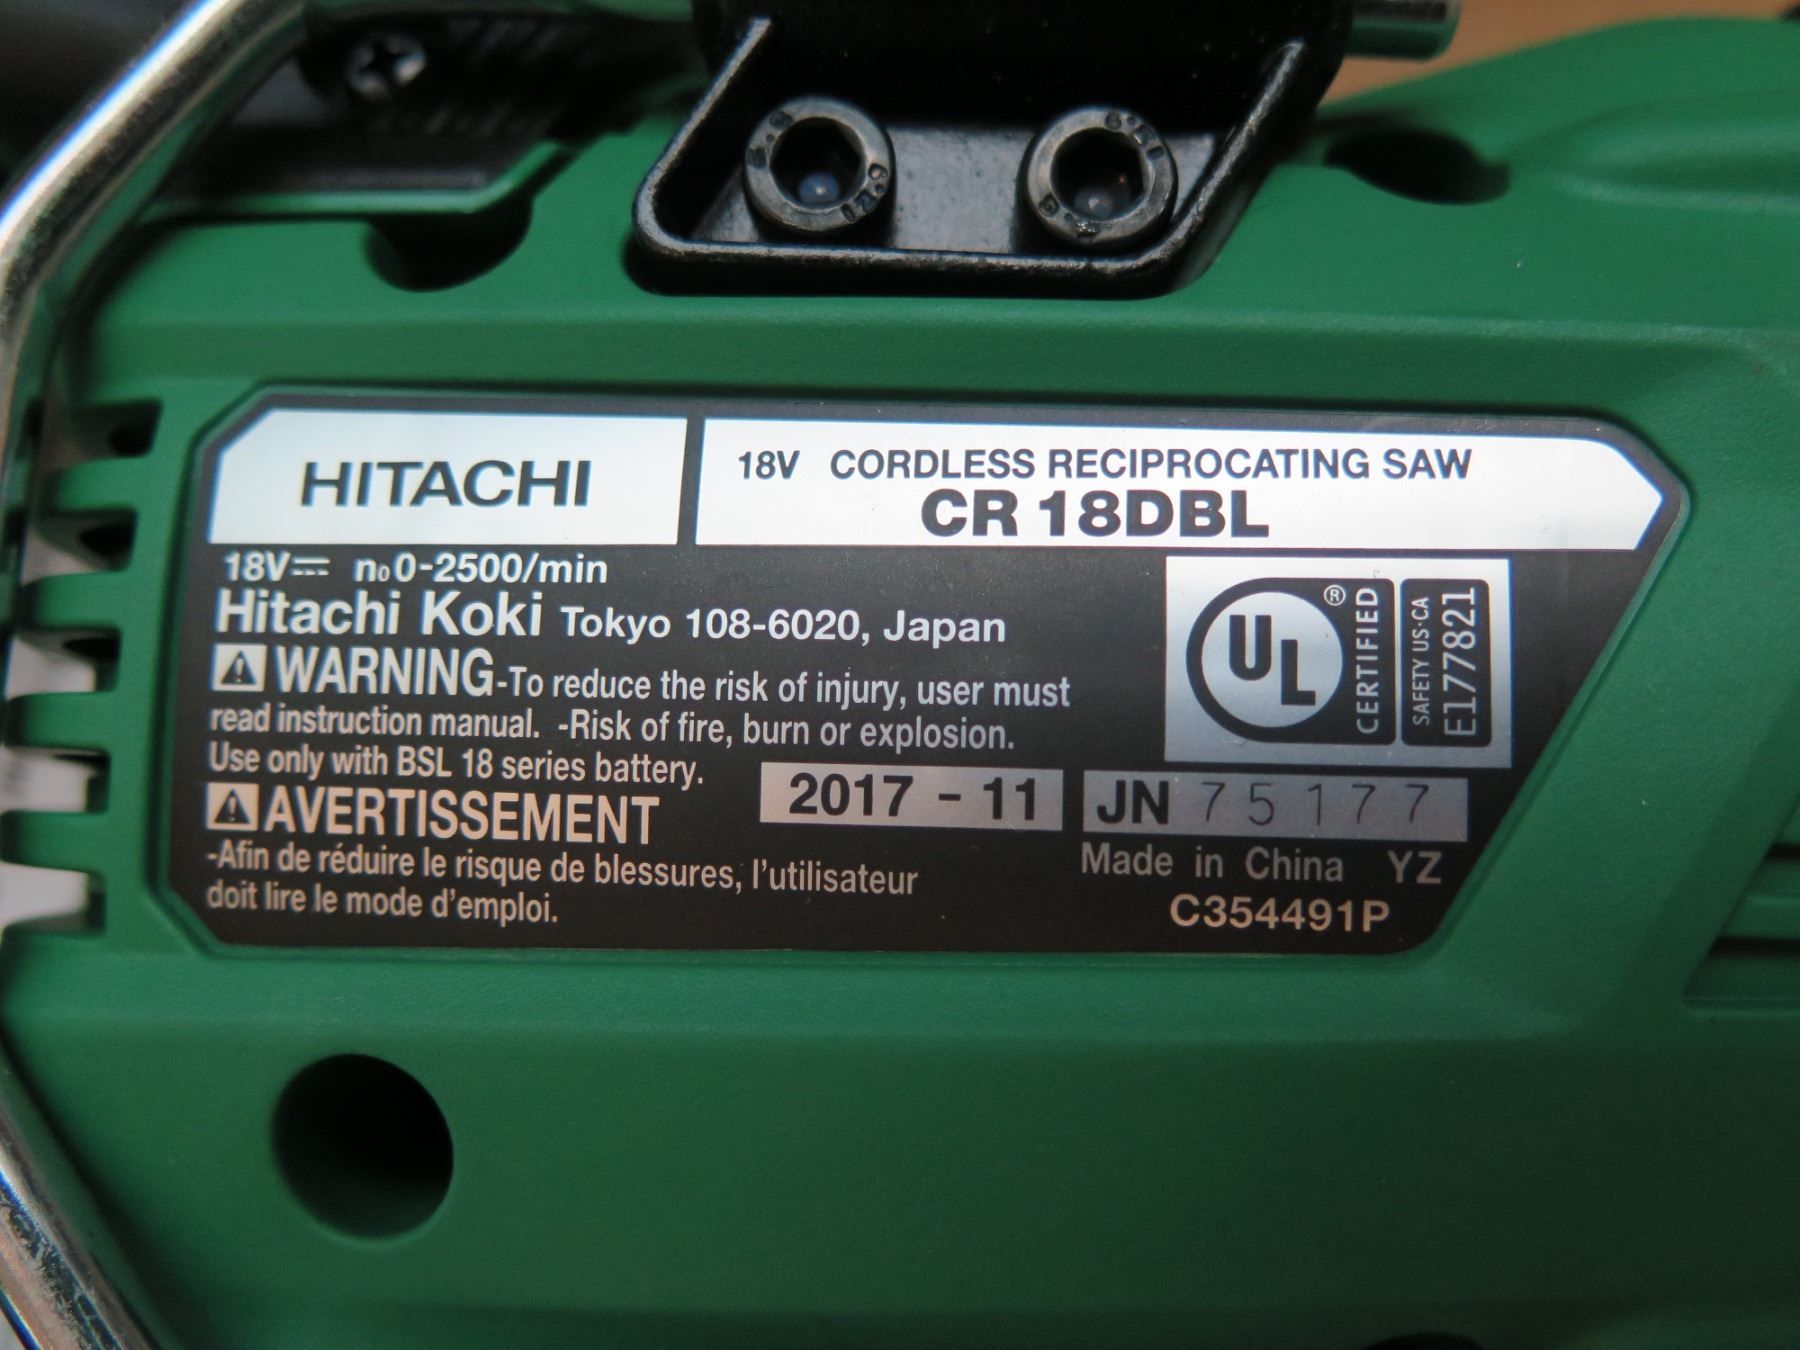 HITACHI
18V CORDLESS RECIPROCATING SAW
CR 18DBL
18V⎓ n₀0-2500/min
Hitachi Koki Tokyo 108-6020, Japan
⚠WARNING-To reduce the risk of injury, user must
read instruction manual. -Risk of fire, burn or explosion.
Use only with BSL 18 series battery.
⚠AVERTISSEMENT
-Afin de réduire le risque de blessures, l'utilisateur
doit lire le mode d'emploi.
UL
®
CERTIFIED
SAFETY US·CA
E177821
2017 - 11
JN 75177
Made in China YZ
C354491P
12.9